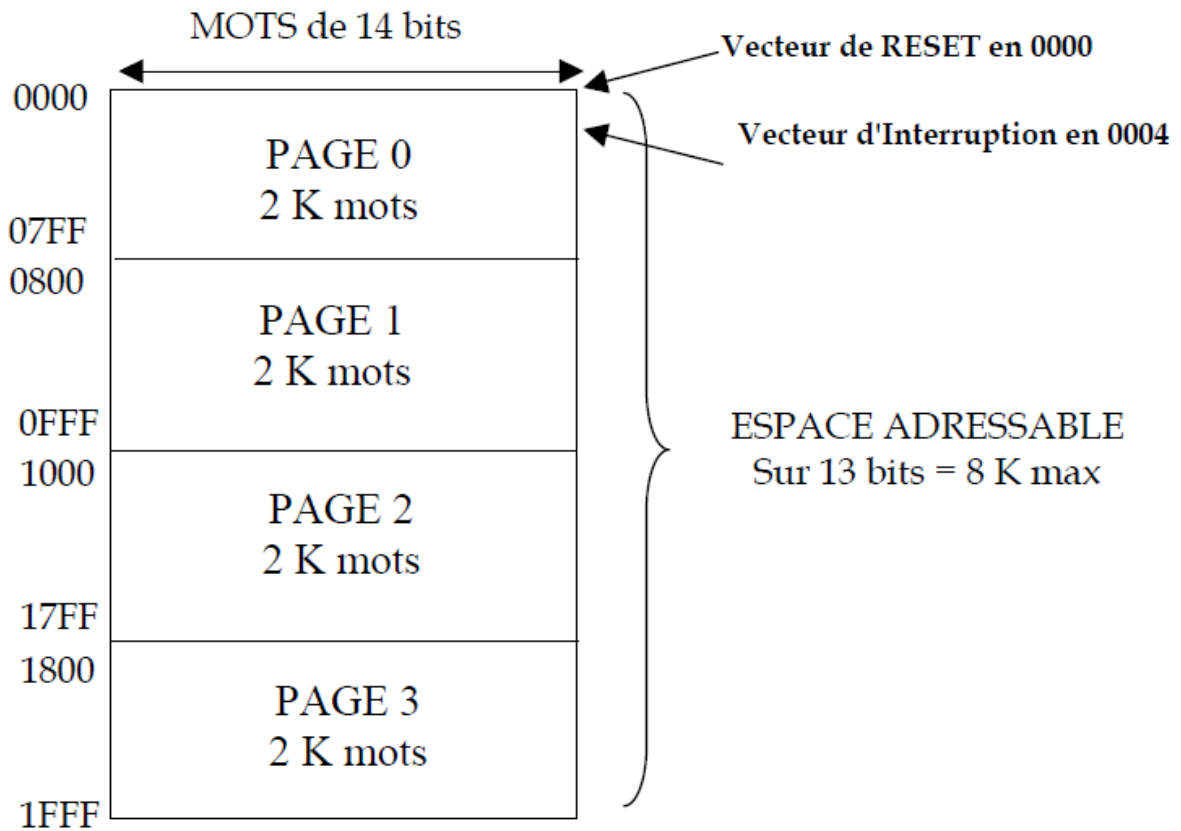 MOTS de 14 bits
Vecteur de RESET en 0000
0000
Vecteur d'Interruption en 0004
PAGE 0
2 K mots
07FF
0800
PAGE 1
2 K mots
0FFF
ESPACE ADRESSABLE
Sur 13 bits = 8 K max
1000
PAGE 2
2 K mots
17FF
1800
PAGE 3
2 K mots
1FFF